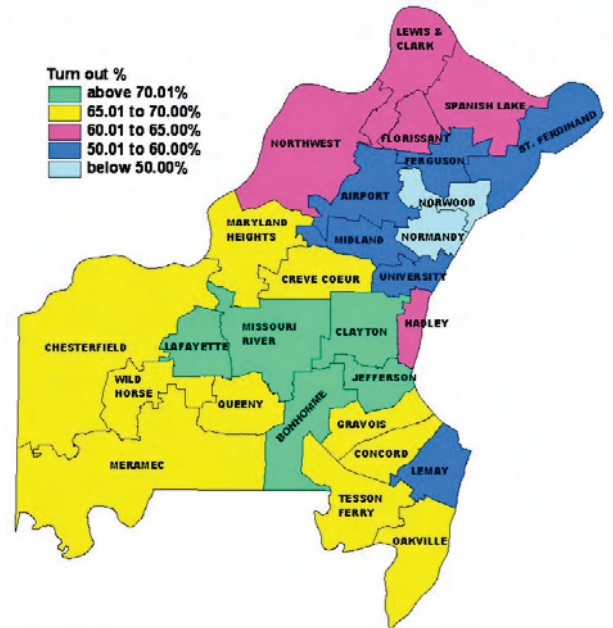 LEWIS &
CLARK
Turn out %
above 70.01%
65.01 to 70.00%
60.01 to 65.00%
50.01 to 60.00%
below 50.00%
SPANISH LAKE
NORTHWEST
FLORISSANT
ST. FERDINAND
FERGUSON
AIRPORT
NORWOOD
MARYLAND
HEIGHTS
MIDLAND
NORMANDY
CREVE COEUR
UNIVERSITY
HADLEY
MISSOURI
RIVER
CLAYTON
CHESTERFIELD
LAFAYETTE
WILD
HORSE
JEFFERSON
QUEENY
BONHOMME
GRAVOIS
CONCORD
MERAMEC
LEMAY
TESSON
FERRY
OAKVILLE